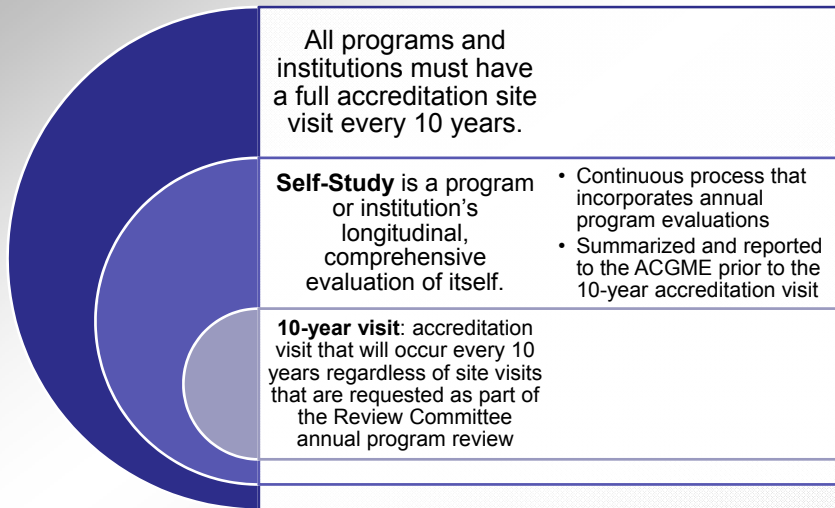 All programs and
institutions must have
a full accreditation site
visit every 10 years.
Self-Study is a program
or institution’s
longitudinal,
comprehensive
evaluation of itself.
• Continuous process that
incorporates annual
program evaluations
• Summarized and reported
to the ACGME prior to the
10-year accreditation visit
10-year visit: accreditation
visit that will occur every 10
years regardless of site visits
that are requested as part of
the Review Committee
annual program review